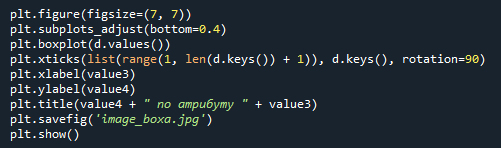 plt.figure(figsize=(7, 7))
plt.subplots_adjust(bottom=0.4)
plt.boxplot(d.values())
plt.xticks(list(range(1, len(d.keys()) + 1)), d.keys(), rotation=90)
plt.xlabel(value3)
plt.ylabel(value4)
plt.title(value4 + " по атрибуту " + value3)
plt.savefig('image_boxa.jpg')
plt.show()